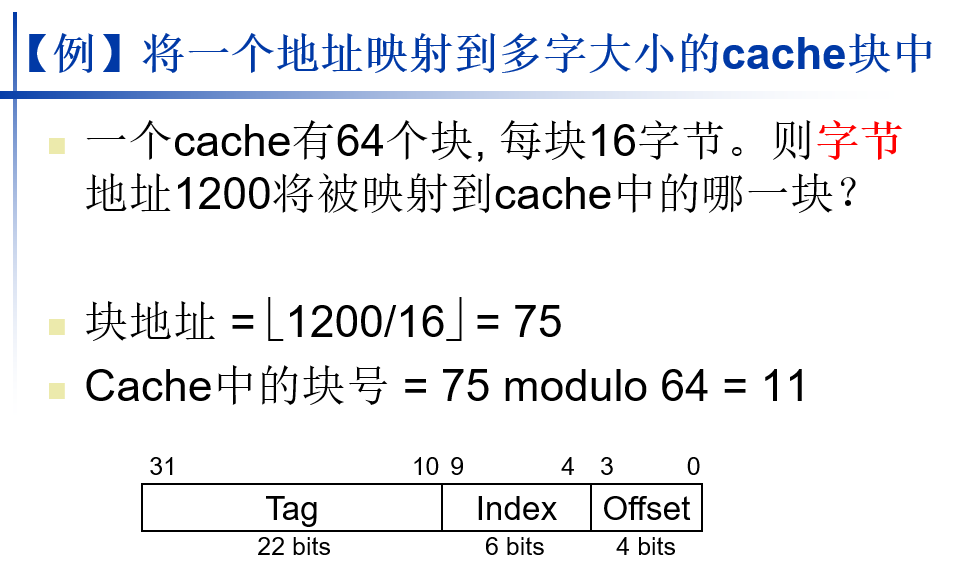 【例】将一个地址映射到多字大小的cache块中
一个cache有64个块, 每块16字节。则字节
地址1200将被映射到cache中的哪一块？
块地址 = ⌊1200/16⌋ = 75
Cache中的块号 = 75 modulo 64 = 11
31 10 9 4 3 0
Tag Index Offset
22 bits 6 bits 4 bits